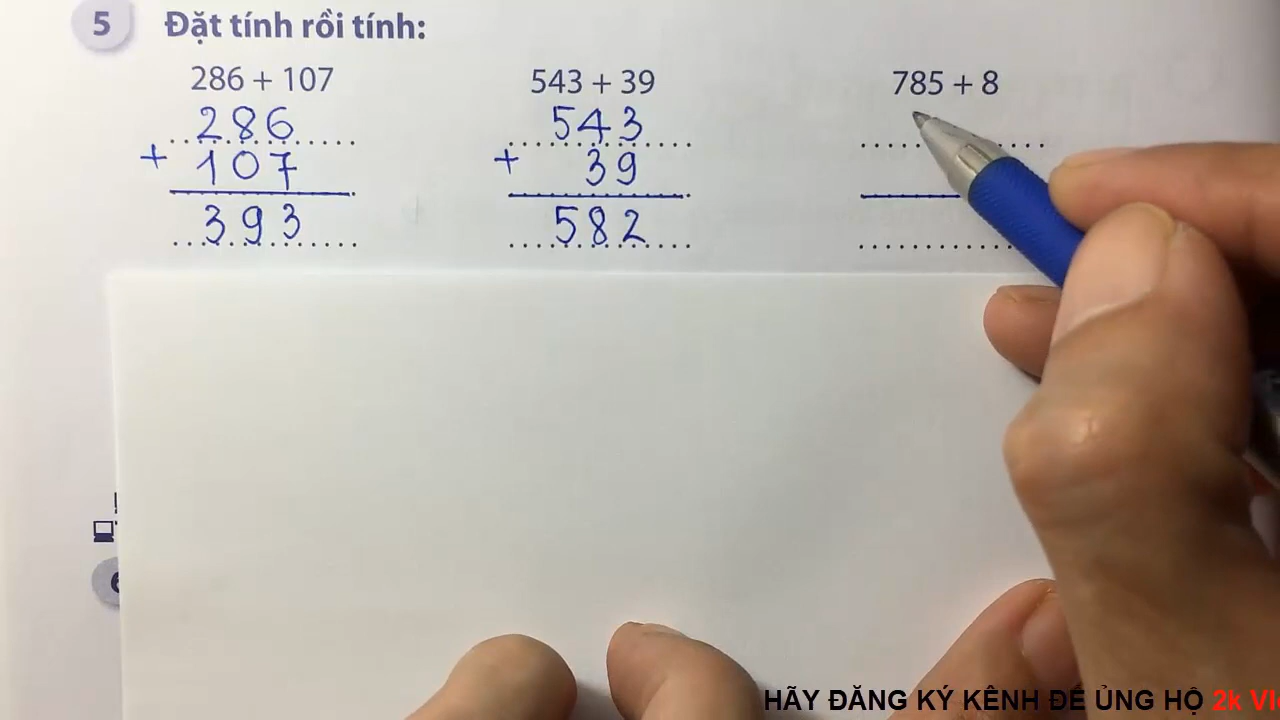 5 Đặt tính rồi tính:
286 + 107 543 + 39 785 + 8
286 543
+ 107 + 39
393 582
HÃY ĐĂNG KÝ KÊNH ĐỂ ỦNG HỘ 2k